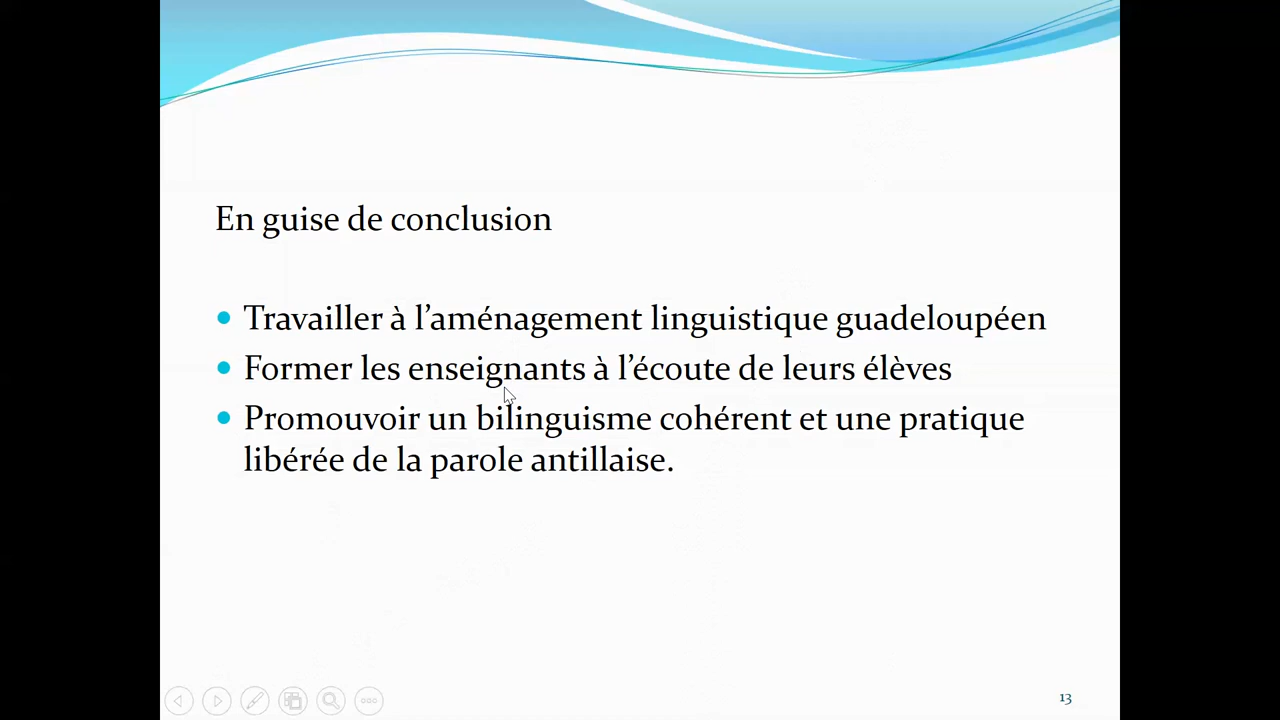 En guise de conclusion
Travailler à l’aménagement linguistique guadeloupéen
Former les enseignants à l’écoute de leurs élèves
Promouvoir un bilinguisme cohérent et une pratique
libérée de la parole antillaise.
13